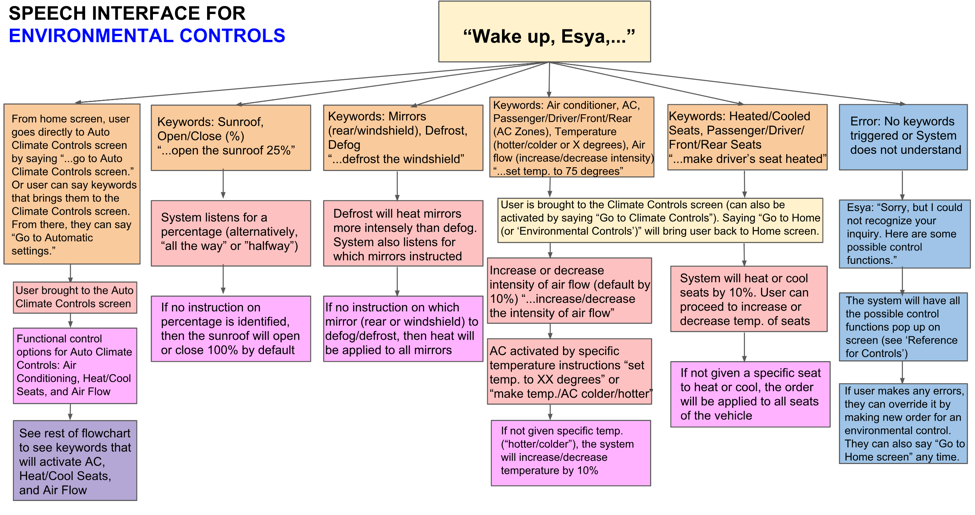 SPEECH INTERFACE FOR
ENVIRONMENTAL CONTROLS
“Wake up, Esya,...”
From home screen, user
goes directly to Auto
Climate Controls screen
by saying “...go to Auto
Climate Controls screen.”
Or user can say keywords
that brings them to the
Climate Controls screen.
From there, they can say
“Go to Automatic
settings.”
User brought to the Auto
Climate Controls screen
Functional control
options for Auto Climate
Controls: Air
Conditioning, Heat/Cool
Seats, and Air Flow
See rest of flowchart
to see keywords that
will activate AC,
Heat/Cool Seats,
and Air Flow
Keywords: Sunroof,
Open/Close (%)
“...open the sunroof 25%”
System listens for a
percentage (alternatively,
“all the way” or ”halfway”)
If no instruction on
percentage is identified,
then the sunroof will open
or close 100% by default
Keywords: Mirrors
(rear/windshield), Defrost,
Defog
“...defrost the windshield”
Defrost will heat mirrors
more intensely than defog.
System also listens for
which mirrors instructed
If no instruction on which
mirror (rear or windshield) to
defog/defrost, then heat will
be applied to all mirrors
Keywords: Air conditioner, AC,
Passenger/Driver/Front/Rear
(AC Zones), Temperature
(hotter/colder or X degrees), Air
flow (increase/decrease intensity)
“...set temp. to 75 degrees”
User is brought to the Climate Controls screen (can also be
activated by saying “Go to Climate Controls”). Saying “Go to Home
(or ‘Environmental Controls’)” will bring user back to Home screen.
Increase or decrease
intensity of air flow (default by
10%) “...increase/decrease
the intensity of air flow”
AC activated by specific
temperature instructions “set
temp. to XX degrees” or
“make temp./AC colder/hotter”
If not given specific temp.
(“hotter/colder”), the system
will increase/decrease
temperature by 10%
Keywords: Heated/Cooled
Seats, Passenger/Driver/
Front/Rear Seats
“...make driver’s seat heated”
System will heat or cool
seats by 10%. User can
proceed to increase or
decrease temp. of seats
If not given a specific seat
to heat or cool, the order
will be applied to all seats
of the vehicle
Error: No keywords
triggered or System
does not understand
Esya: “Sorry, but I could
not recognize your
inquiry. Here are some
possible control
functions.”
The system will have all
the possible control
functions pop up on
screen (see ‘Reference
for Controls’)
If user makes any errors,
they can override it by
making new order for an
environmental control.
They can also say “Go to
Home screen” any time.